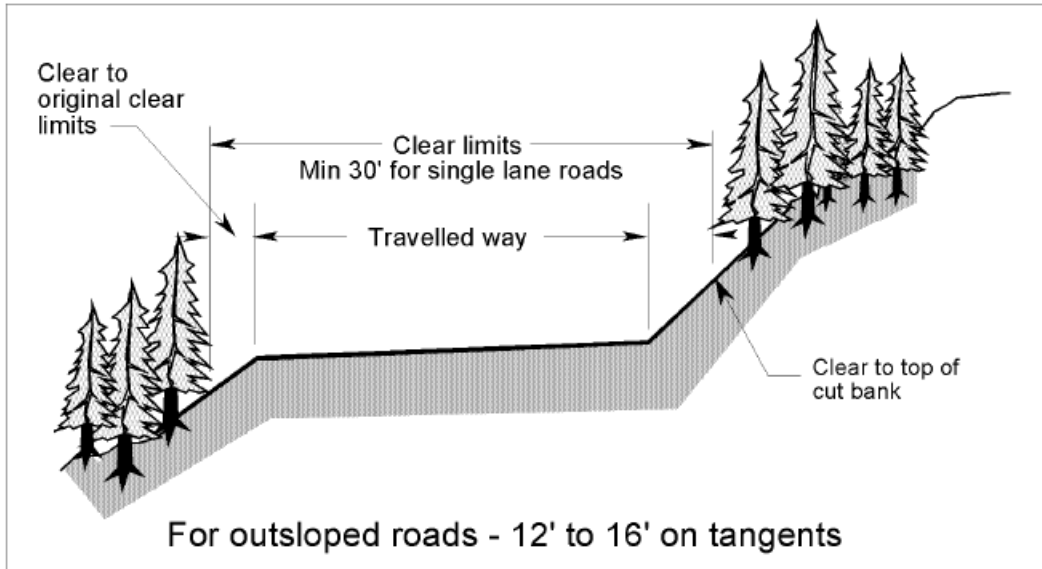 Clear to
original clear
limits
Clear limits
Min 30' for single lane roads
Travelled way
Clear to top of
cut bank
For outsloped roads - 12' to 16' on tangents